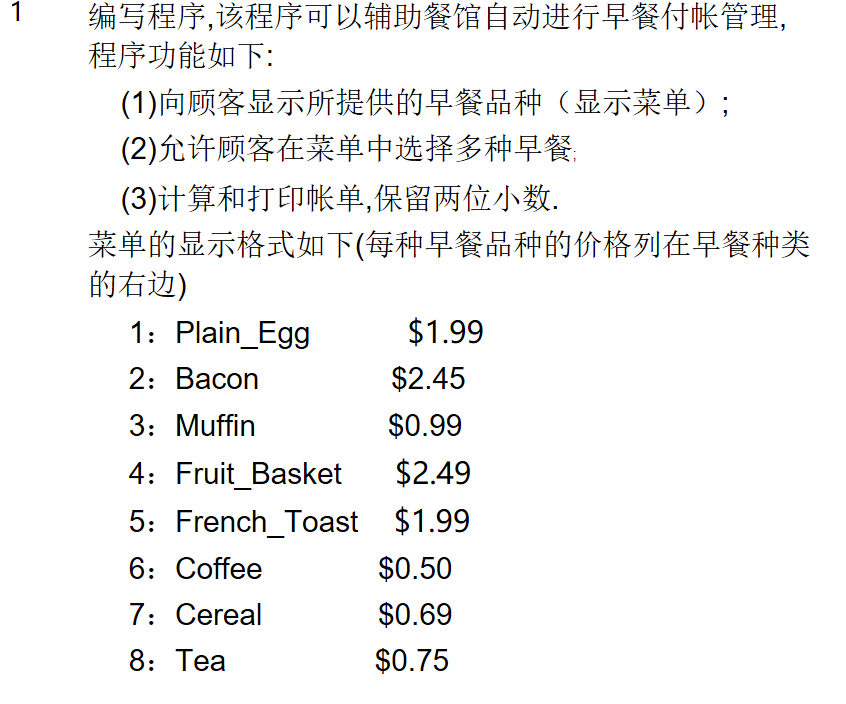 1 编写程序,该程序可以辅助餐馆自动进行早餐付帐管理,
程序功能如下:
(1)向顾客显示所提供的早餐品种（显示菜单）;
(2)允许顾客在菜单中选择多种早餐;
(3)计算和打印帐单,保留两位小数.
菜单的显示格式如下(每种早餐品种的价格列在早餐种类
的右边)
1：Plain_Egg $1.99
2：Bacon $2.45
3：Muffin $0.99
4：Fruit_Basket $2.49
5：French_Toast $1.99
6：Coffee $0.50
7：Cereal $0.69
8：Tea $0.75